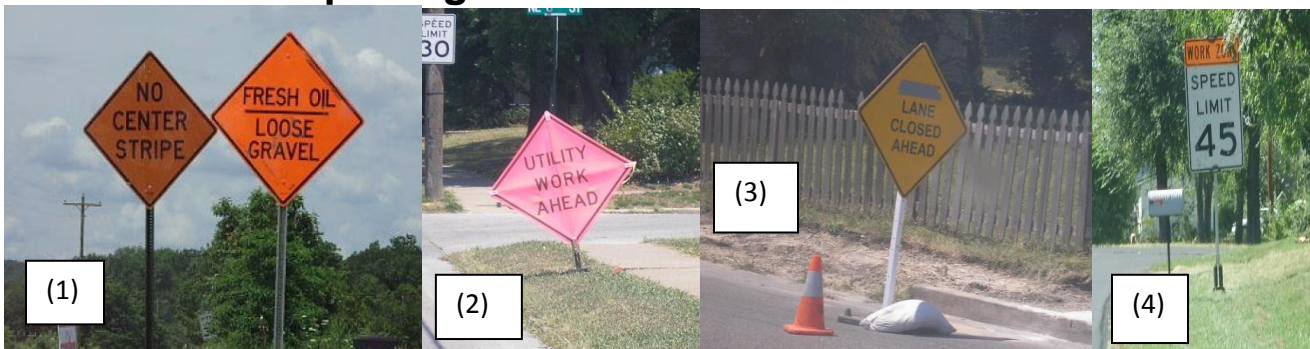 NO
CENTER
STRIPE
FRESH OIL
LOOSE
GRAVEL
(1)
SPEED
LIMIT
30
UTILITY
WORK
AHEAD
(2)
LANE
CLOSED
AHEAD
(3)
WORK ZONE
SPEED
LIMIT
45
(4)